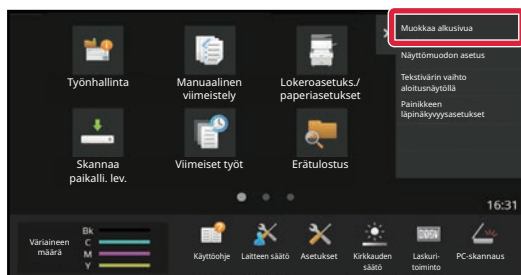 Muokkaa alkusivua
Näyttömuodon asetus
Tekstivärin vaihto
aloitusnäytöllä
Painikkeen
läpinäkyvyysasetukset
Työnhallinta
Manuaalinen
viimeistely
Lokeroasetuks./
paperiasetukset
Skannaa
paikalli. lev.
Viimeiset työt
Erätulostus
16:31
Väriaineen
määrä
Bk
C
M
Y
Käyttöohje
Laitteen säätö
Asetukset
Kirkkauden
säätö
Laskuri-
toiminto
PC-skannaus